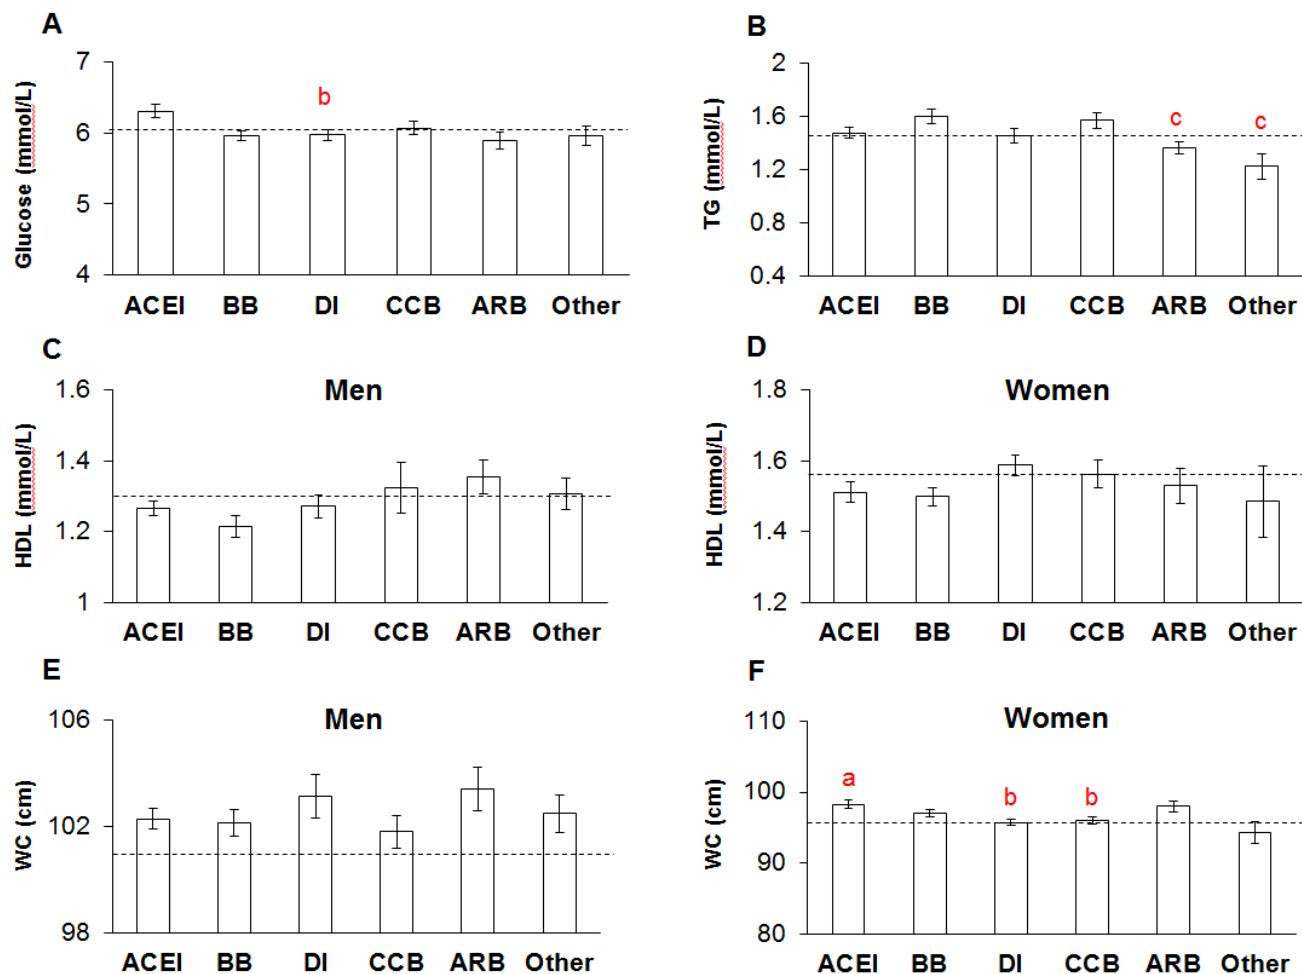 A
Glucose (mmol/L)
7
6
5
4
b
ACEI BB DI CCB ARB Other
B
TG (mmol/L)
2
1.6
1.2
0.8
0.4
c c
ACEI BB DI CCB ARB Other
C
Men
HDL (mmol/L)
1.6
1.4
1.2
1
ACEI BB DI CCB ARB Other
D
Women
HDL (mmol/L)
1.8
1.6
1.4
1.2
ACEI BB DI CCB ARB Other
E
Men
WC (cm)
106
102
98
ACEI BB DI CCB ARB Other
F
Women
WC (cm)
110
100
90
80
a b b
ACEI BB DI CCB ARB Other